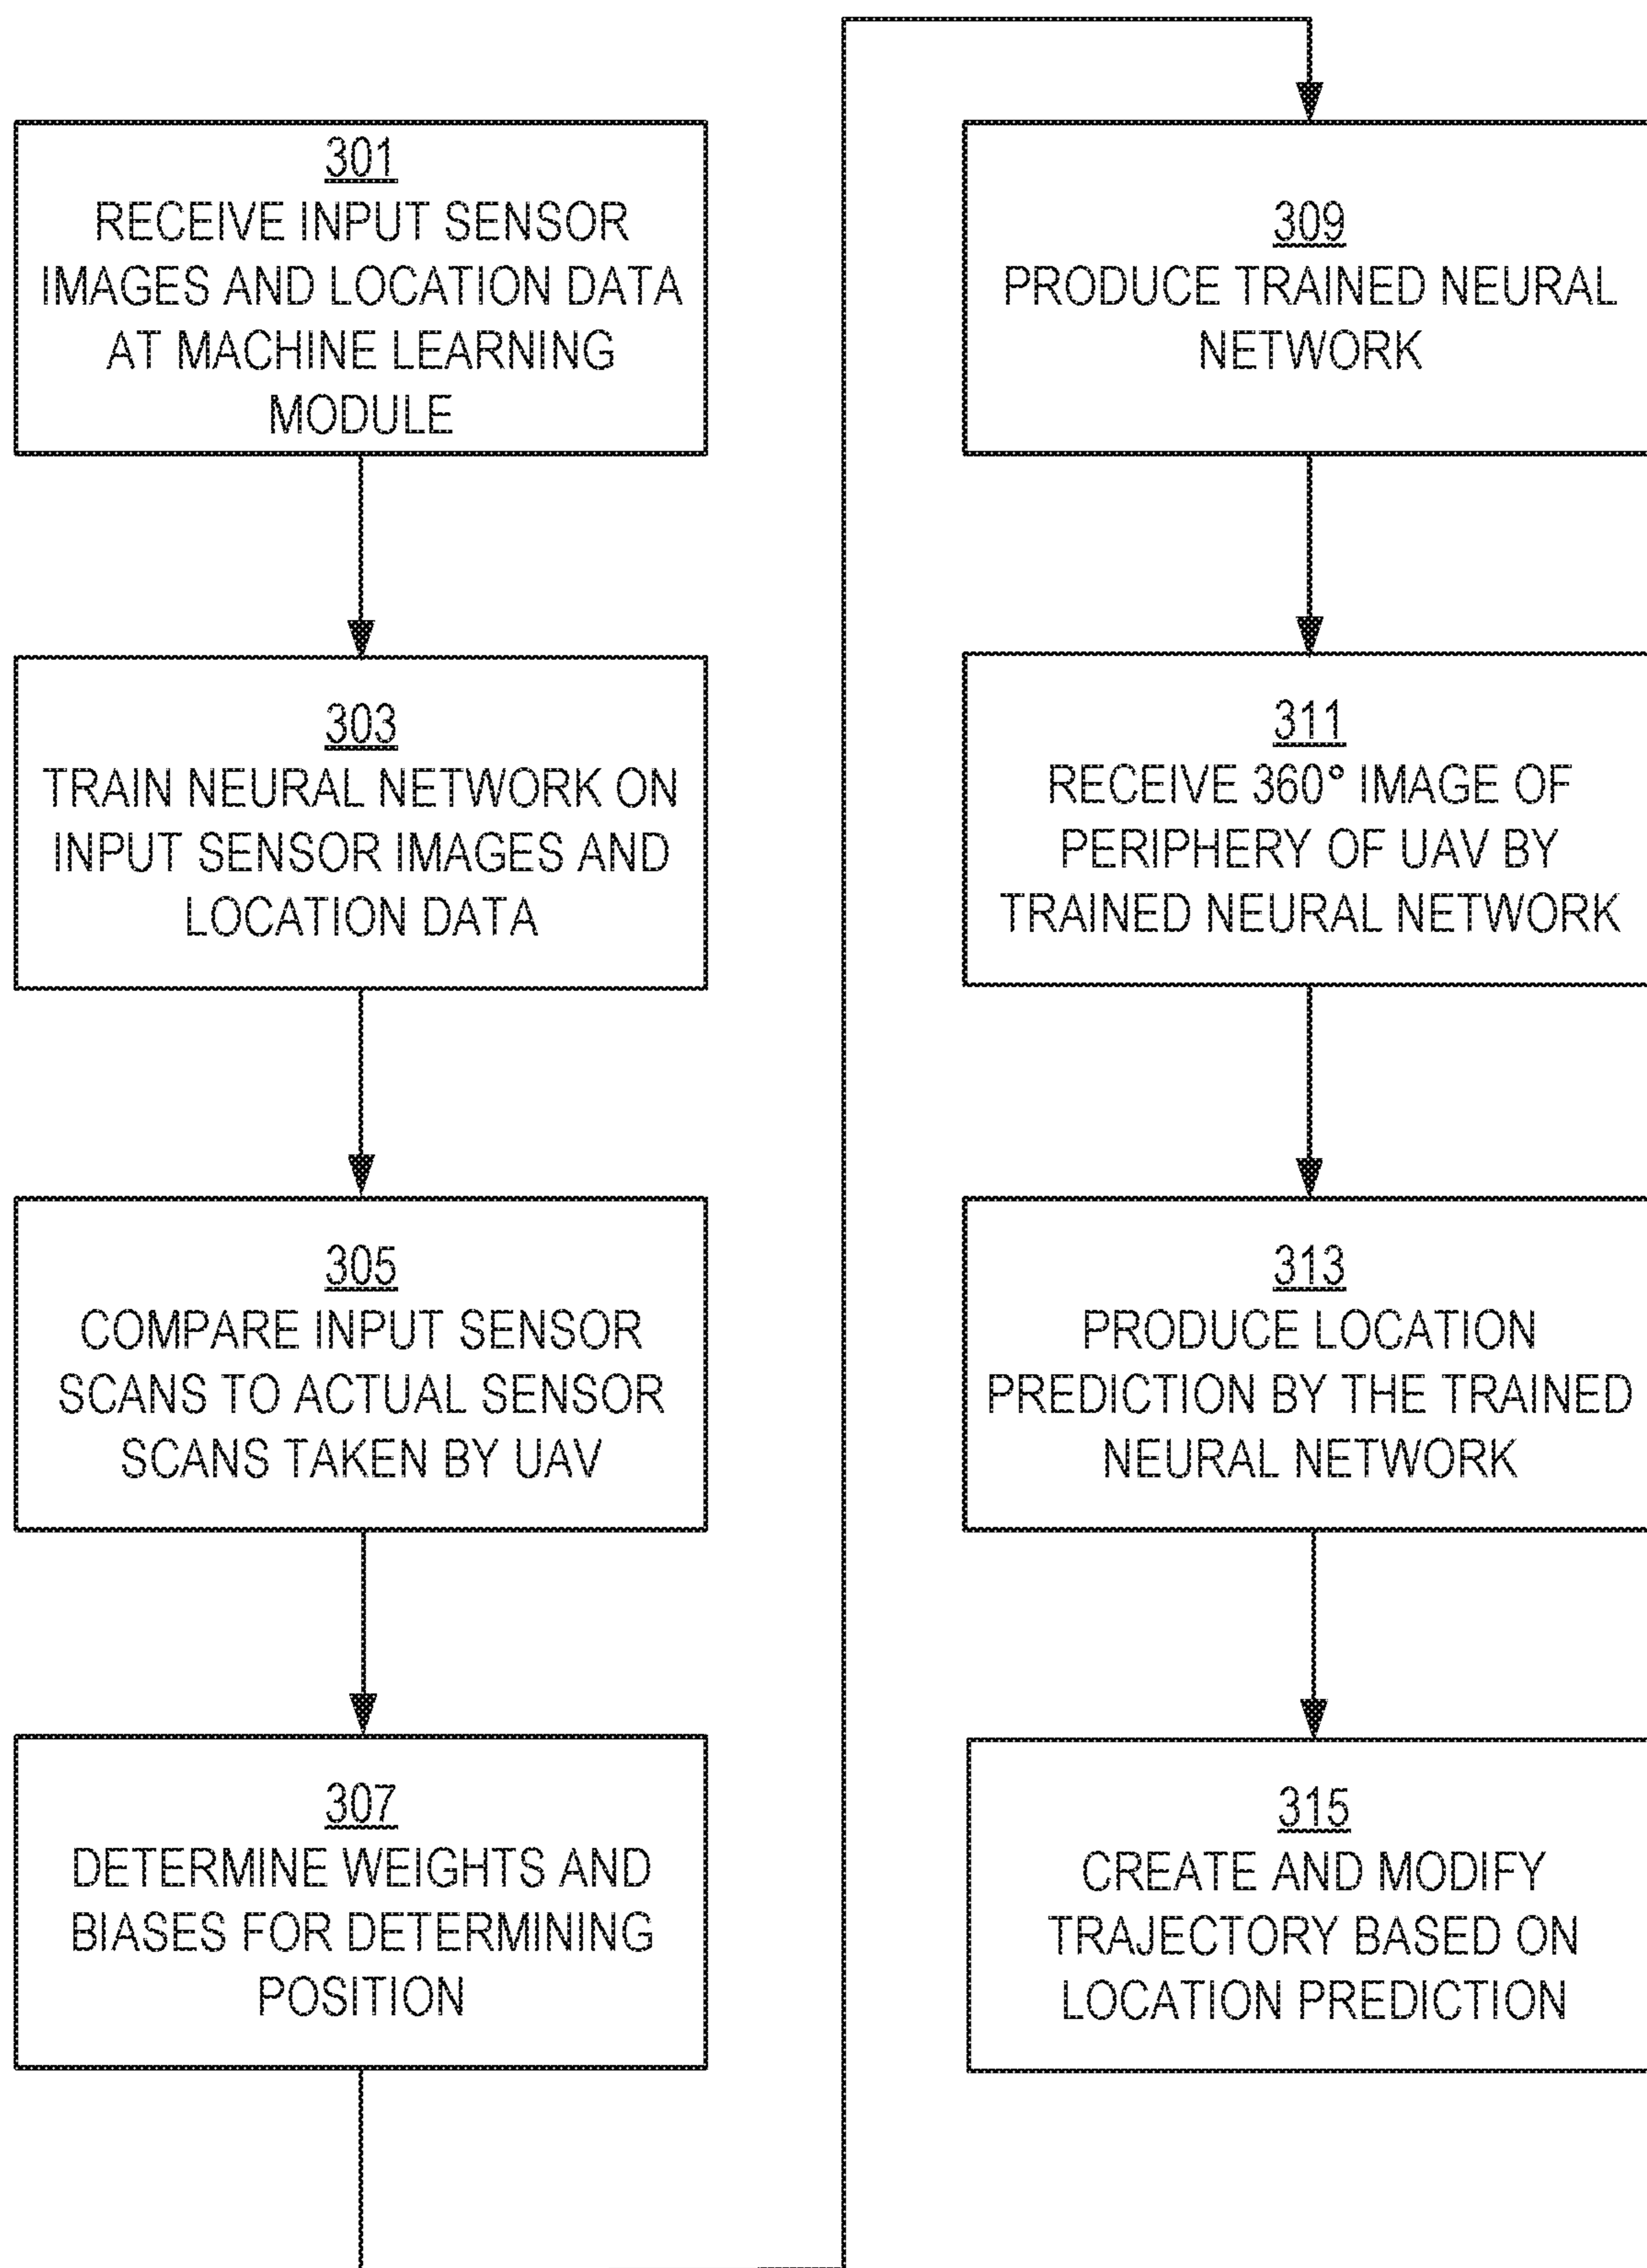 301
RECEIVE INPUT SENSOR
IMAGES AND LOCATION DATA
AT MACHINE LEARNING
MODULE
303
TRAIN NEURAL NETWORK ON
INPUT SENSOR IMAGES AND
LOCATION DATA
305
COMPARE INPUT SENSOR
SCANS TO ACTUAL SENSOR
SCANS TAKEN BY UAV
307
DETERMINE WEIGHTS AND
BIASES FOR DETERMINING
POSITION
309
PRODUCE TRAINED NEURAL
NETWORK
311
RECEIVE 360° IMAGE OF
PERIPHERY OF UAV BY
TRAINED NEURAL NETWORK
313
PRODUCE LOCATION
PREDICTION BY THE TRAINED
NEURAL NETWORK
315
CREATE AND MODIFY
TRAJECTORY BASED ON
LOCATION PREDICTION